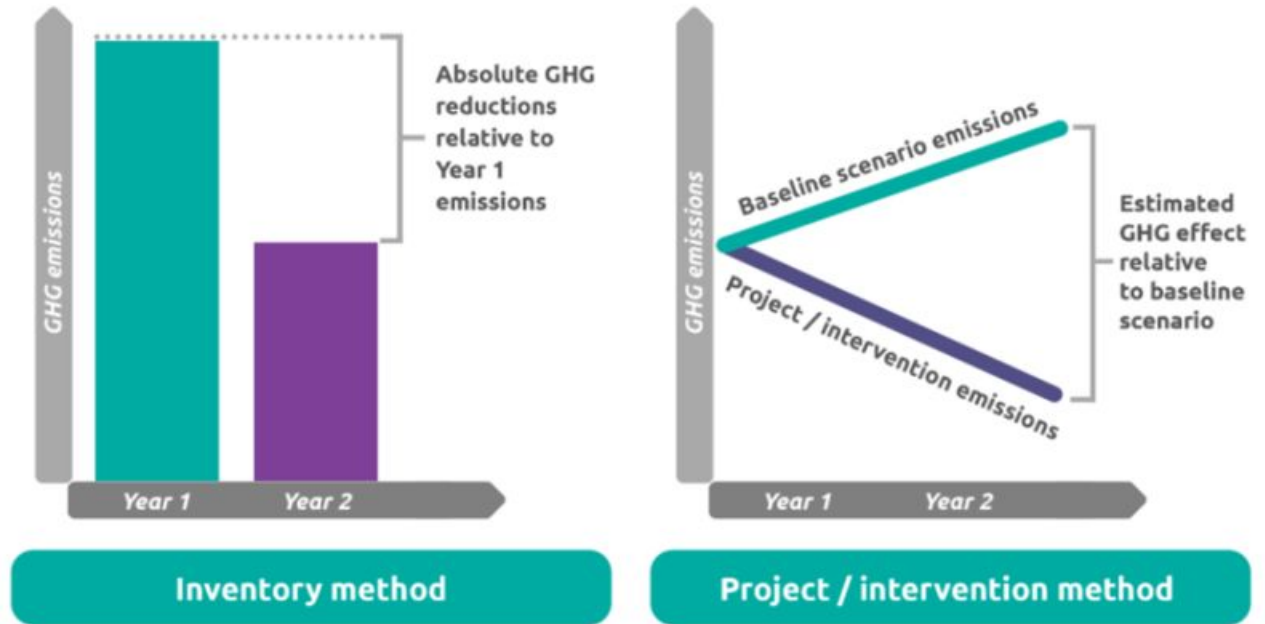 GHG emissions
Absolute GHG
reductions
relative to
Year 1
emissions
Year 1
Year 2
Inventory method
GHG emissions
Baseline scenario emissions
Project / intervention emissions
Estimated
GHG effect
relative
to baseline
scenario
Year 1
Year 2
Project / intervention method